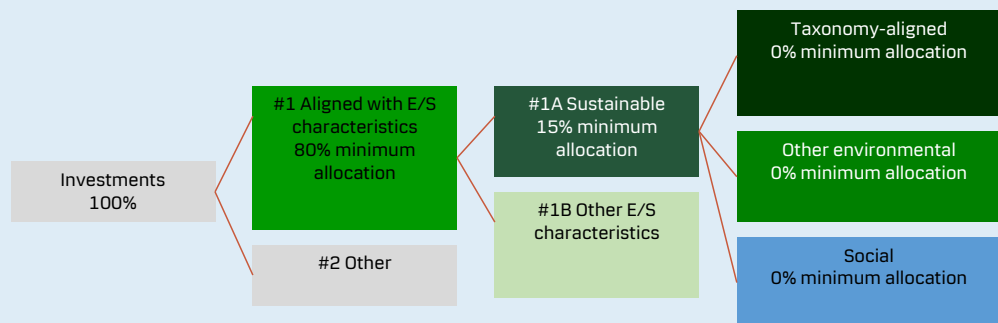 Investments
100%
#1 Aligned with E/S
characteristics
80% minimum
allocation
#2 Other
#1A Sustainable
15% minimum
allocation
#1B Other E/S
characteristics
Taxonomy-aligned
0% minimum allocation
Other environmental
0% minimum allocation
Social
0% minimum allocation